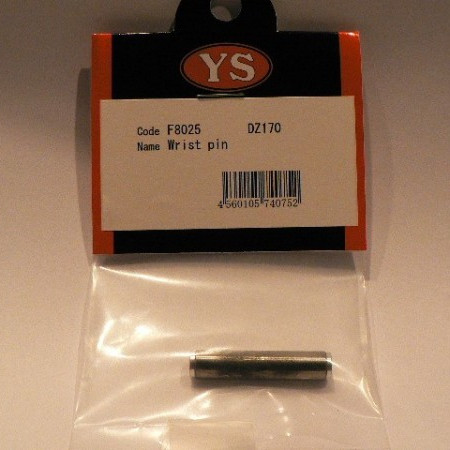 YS
Code F8025 DZ170
Name Wrist pin
4560105740752